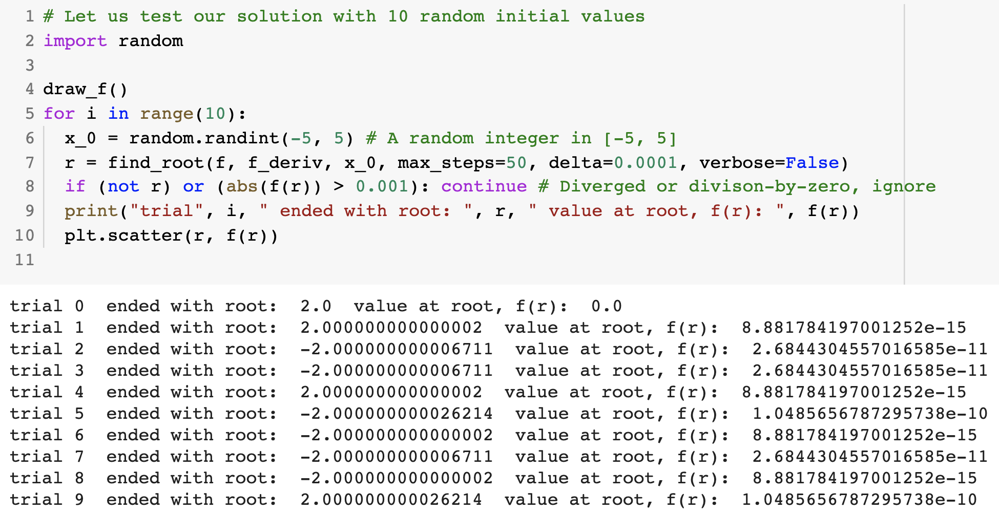 1 # Let us test our solution with 10 random initial values
2 import random
3
4 draw_f()
5 for i in range(10):
6   x_0 = random.randint(-5, 5) # A random integer in [-5, 5]
7   r = find_root(f, f_deriv, x_0, max_steps=50, delta=0.0001, verbose=False)
8   if (not r) or (abs(f(r)) > 0.001): continue # Diverged or divison-by-zero, ignore
9   print("trial", i, " ended with root: ", r, " value at root, f(r): ", f(r))
10   plt.scatter(r, f(r))
11
trial 0  ended with root:  2.0  value at root, f(r):  0.0
trial 1  ended with root:  2.000000000000002  value at root, f(r):  8.881784197001252e-15
trial 2  ended with root:  -2.000000000006711  value at root, f(r):  2.6844304557016585e-11
trial 3  ended with root:  -2.000000000006711  value at root, f(r):  2.6844304557016585e-11
trial 4  ended with root:  2.000000000000002  value at root, f(r):  8.881784197001252e-15
trial 5  ended with root:  -2.000000000026214  value at root, f(r):  1.0485656787295738e-10
trial 6  ended with root:  -2.000000000000002  value at root, f(r):  8.881784197001252e-15
trial 7  ended with root:  -2.000000000006711  value at root, f(r):  2.6844304557016585e-11
trial 8  ended with root:  -2.000000000000002  value at root, f(r):  8.881784197001252e-15
trial 9  ended with root:  2.000000000026214  value at root, f(r):  1.0485656787295738e-10